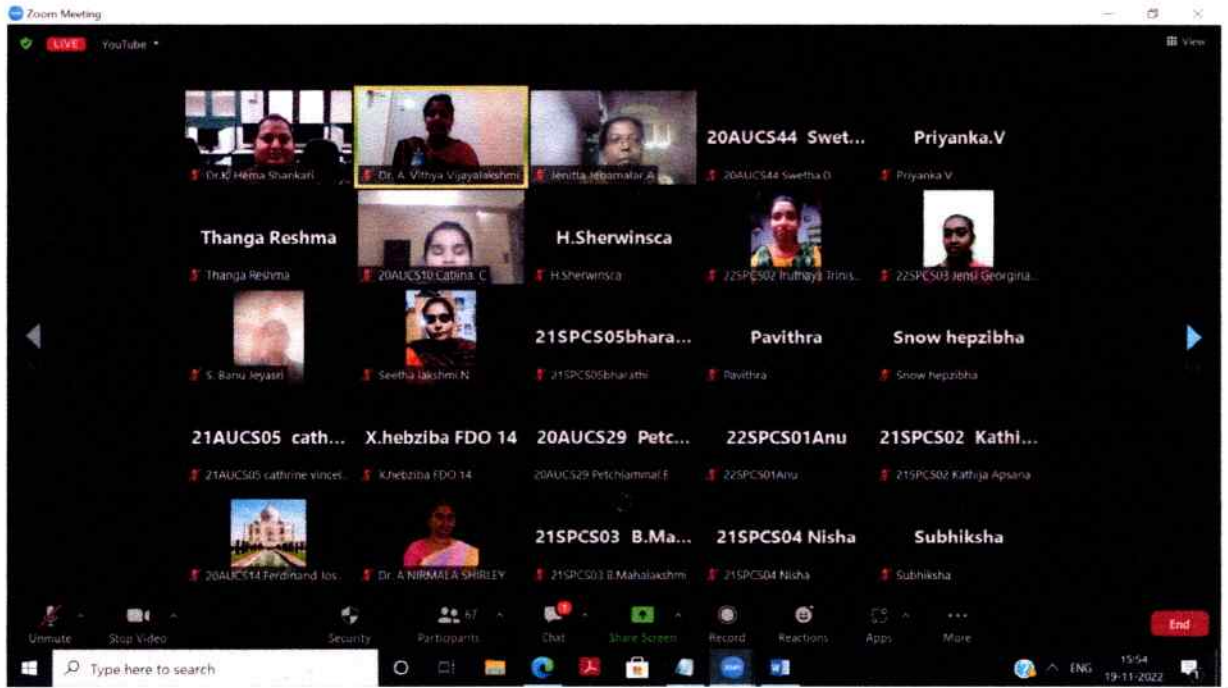 Zoom Meeting
LIVE YouTube
View
20AUCS44 Swet... Priyanka.V
Dr.K. Hema Shankari Dr. A. Vithya Vijayalakshmi Jenitta Jebamalar.A 20AUCS44 Swetha.D Priyanka.V
Thanga Reshma H.Sherwinsca
Thanga Reshma 20AUCS10 Catlina. C H.Sherwinsca 22SPCS02 Iruthaya Trinis.. 22SPCS03 Jensi Georgina..
21SPCS05bhara... Pavithra Snow hepzibha
S. Banu Jeyasri Seetha lakshmi.N 21SPCS05bharathi Pavithra Snow hepzibha
21AUCS05 cath... X.hebziba FDO 14 20AUCS29 Petc... 22SPCS01Anu 21SPCS02 Kathi...
21AUCS05 cathrine vincel.. X.hebziba FDO 14 20AUCS29 Petchiammal.E 22SPCS01Anu 21SPCS02 Kathija Apsana
21SPCS03 B.Ma... 21SPCS04 Nisha Subhiksha
20AUCS14 Ferdinand Jos.. Dr. A NIRMALA SHIRLEY 21SPCS03 B.Mahalakshmi 21SPCS04 Nisha Subhiksha
Unmute Stop Video Security Participants 67 Chat 1 Share Screen Record Reactions Apps More End
Type here to search ENG 15:54
19-11-2022